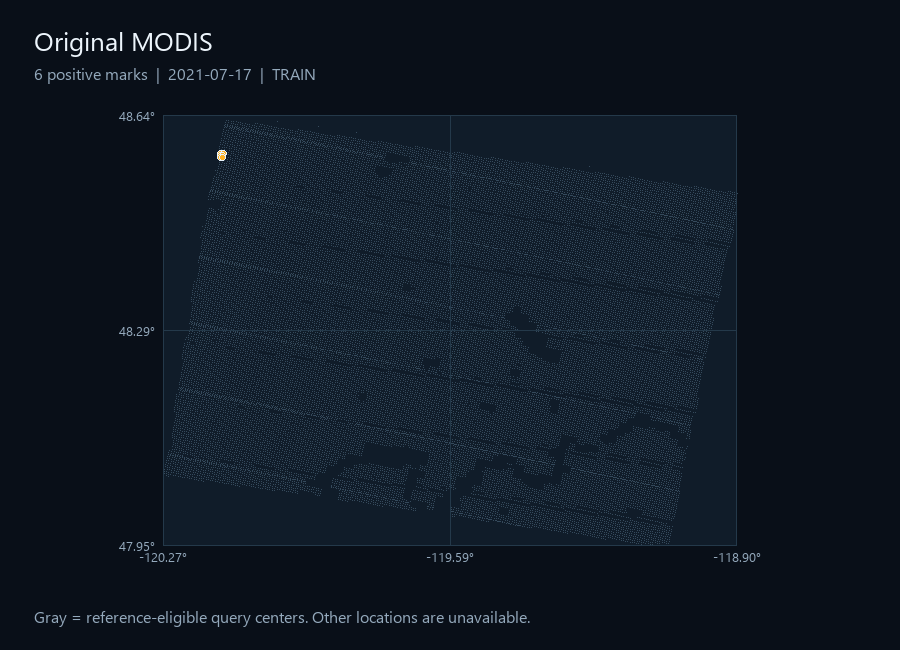 Original MODIS
6 positive marks | 2021-07-17 | TRAIN
48.64°
48.29°
47.95°
-120.27°
-119.59°
-118.90°
Gray = reference-eligible query centers. Other locations are unavailable.